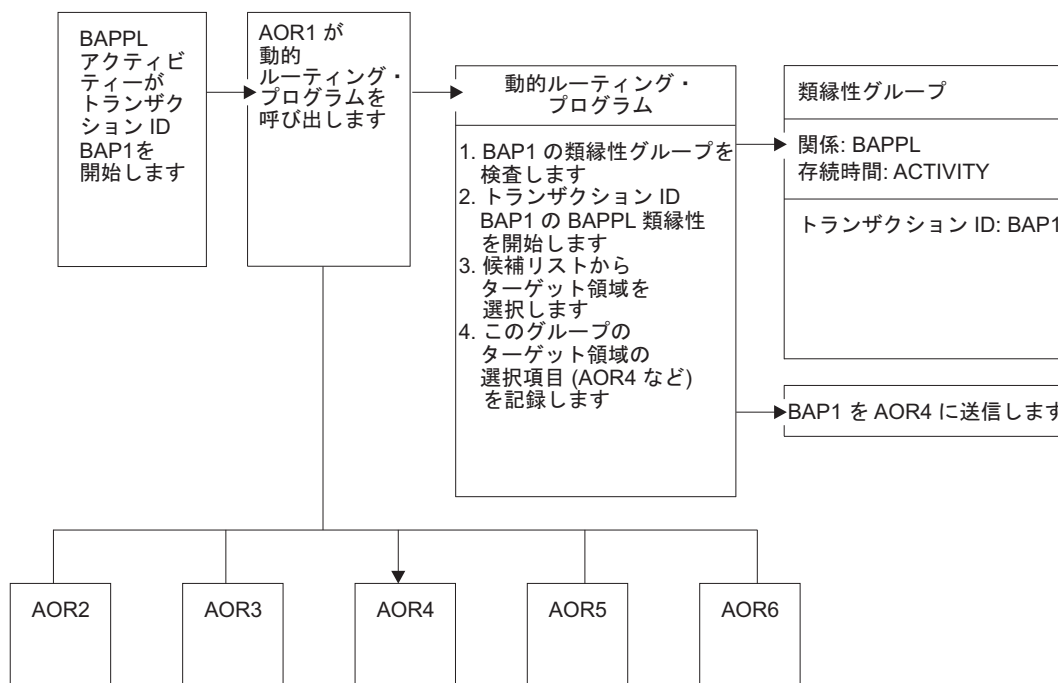 BAPPL
アクティビ
ティーが
トランザク
ション ID
BAP1を
開始します
AOR1 が
動的
ルーティング・
プログラムを
呼び出します
動的ルーティング・
プログラム
1. BAP1 の類縁性グループを
検査します
2. トランザクション ID
BAP1 の BAPPL 類縁性
を開始します
3. 候補リストから
ターゲット領域を
選択します
4. このグループの
ターゲット領域の
選択項目 (AOR4 など)
を記録します
類縁性グループ
関係: BAPPL
存続時間: ACTIVITY
トランザクション ID: BAP1
BAP1 を AOR4 に送信します
AOR2
AOR3
AOR4
AOR5
AOR6